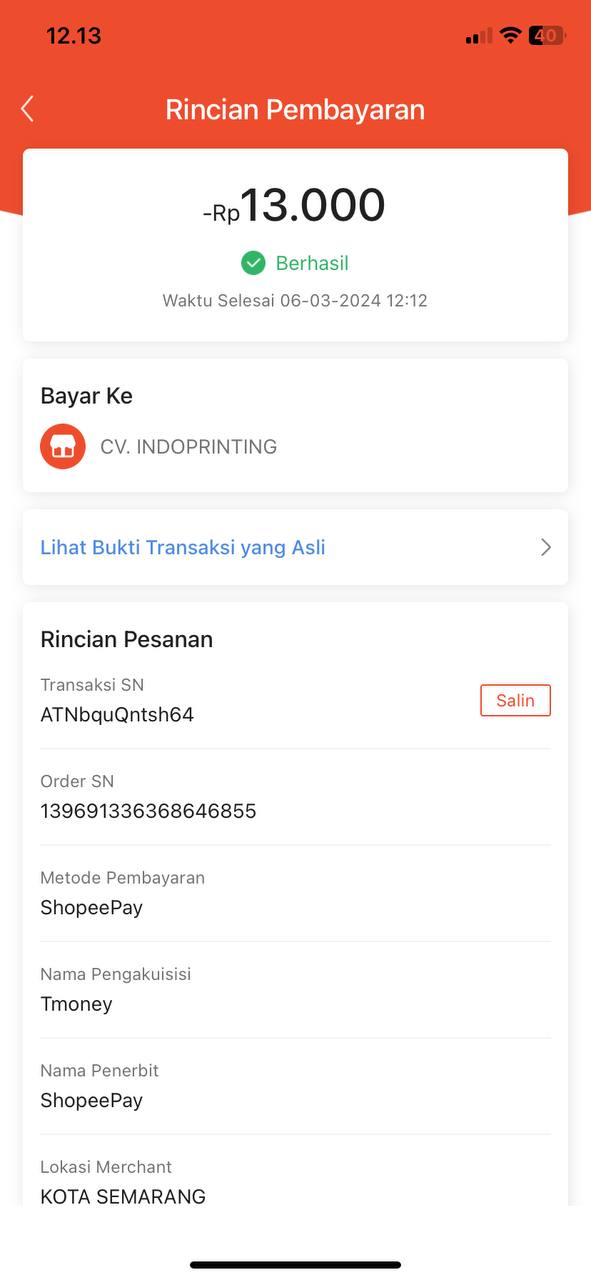 12.13
40
Rincian Pembayaran
-Rp13.000
Berhasil
Waktu Selesai 06-03-2024 12:12
Bayar Ke
CV. INDOPRINTING
Lihat Bukti Transaksi yang Asli
Rincian Pesanan
Transaksi SN
ATNbquQntsh64
Salin
Order SN
139691336368646855
Metode Pembayaran
ShopeePay
Nama Pengakuisisi
Tmoney
Nama Penerbit
ShopeePay
Lokasi Merchant
KOTA SEMARANG